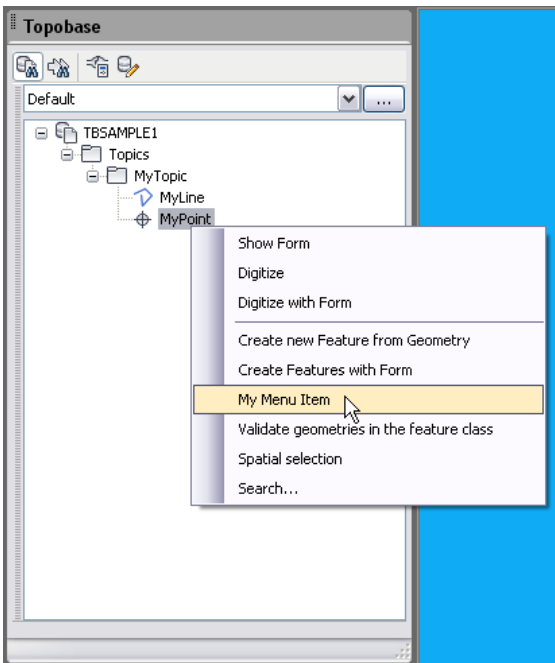 Topobase
Default
...
TBSAMPLE1
Topics
MyTopic
MyLine
MyPoint
Show Form
Digitize
Digitize with Form
Create new Feature from Geometry
Create Features with Form
My Menu Item
Validate geometries in the feature class
Spatial selection
Search...